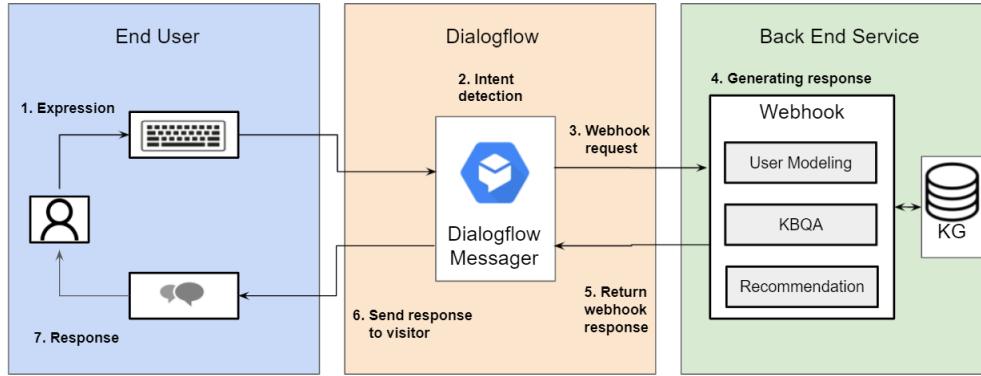 End User
Dialogflow
Back End Service
1. Expression
2. Intent
detection
3. Webhook
request
4. Generating response
Webhook
User Modeling
KBQA
Recommendation
KG
Dialogflow
Messager
5. Return
webhook
response
6. Send response
to visitor
7. Response